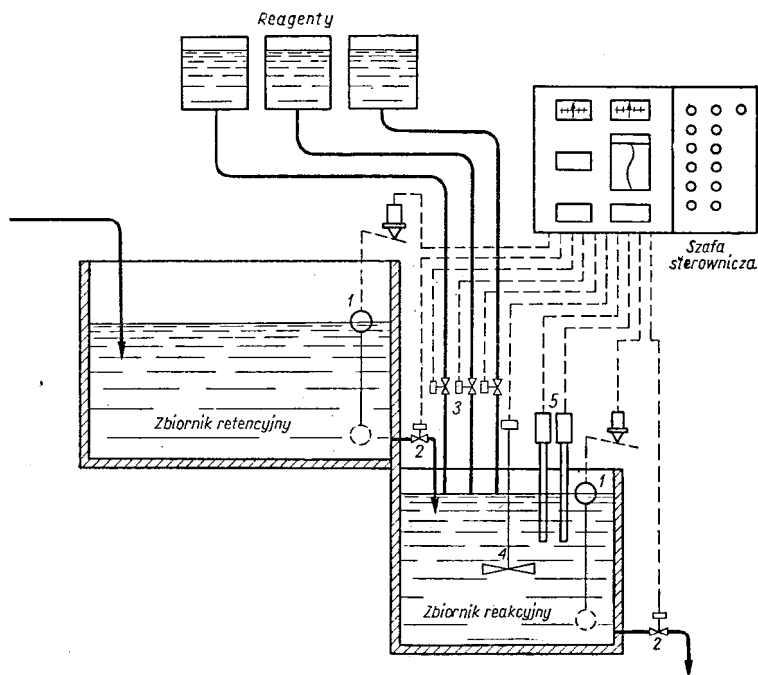 Reagenty
Szafa
sterownicza
1
Zbiornik retencyjny
2
3
5
1
4
Zbiornik reakcyjny
2